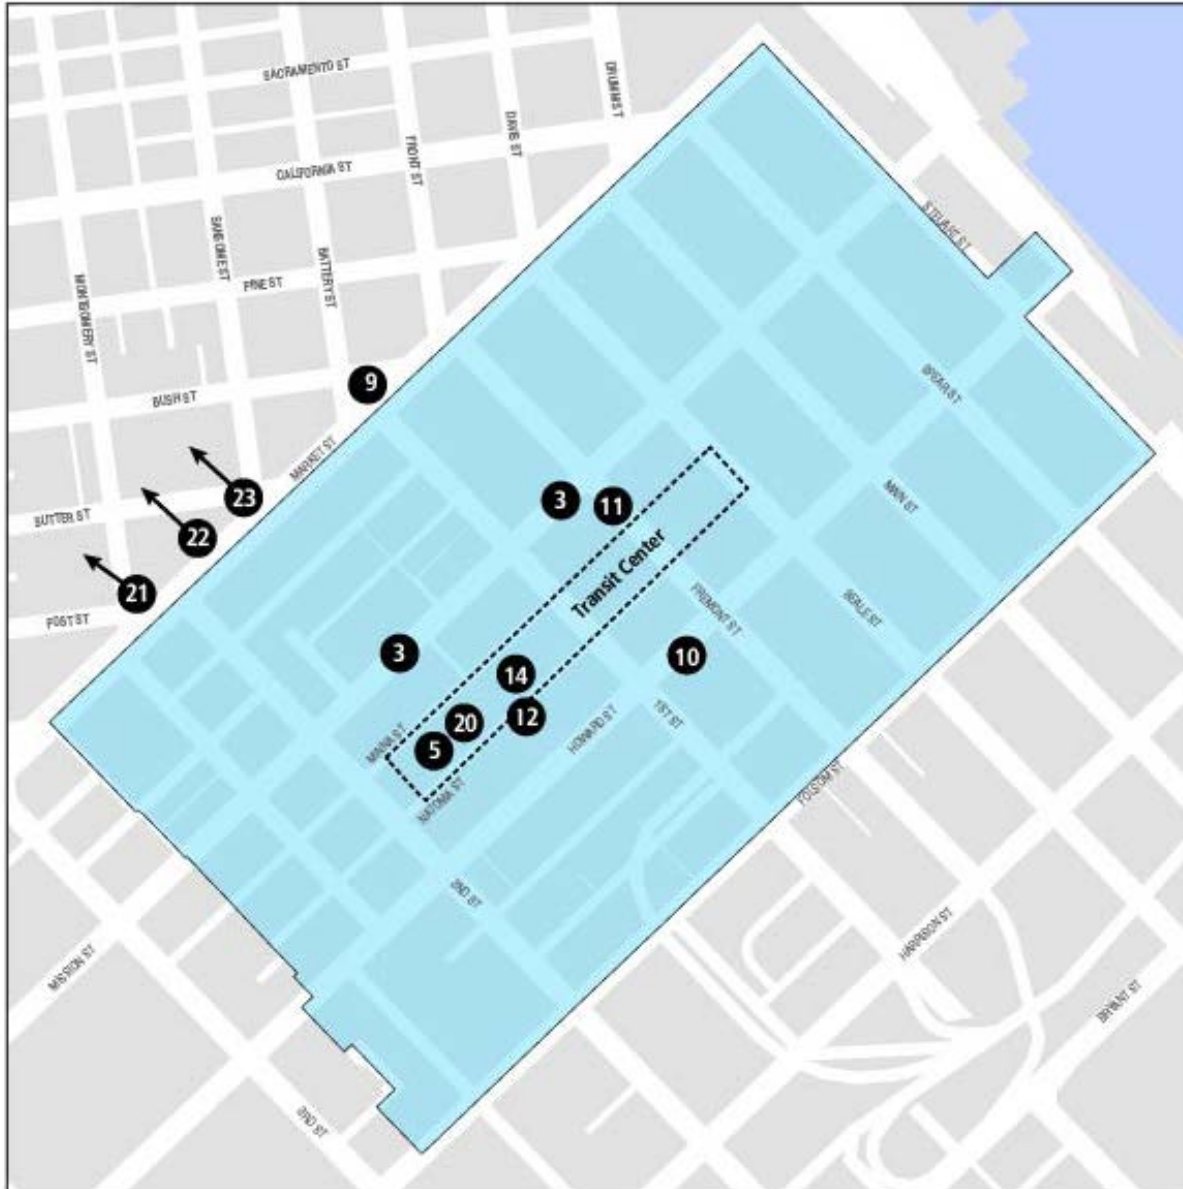 SACRAMENTO ST
DRUMM ST
DAVIS ST
FRONT ST
CALIFORNIA ST
SANSOME ST
BATTERY ST
STEUART ST
PINE ST
MONTGOMERY ST
SPEAR ST
9
BUSH ST
MARKET ST
23
3
11
MAIN ST
SUTTER ST
22
Transit Center
21
FREMONT ST
BEALE ST
POST ST
3
10
14
12
20
5
MINNA ST
HOWARD ST
1ST ST
NATOMA ST
FOLSOM ST
2ND ST
MISSION ST
HARRISON ST
BRYANT ST
3RD ST